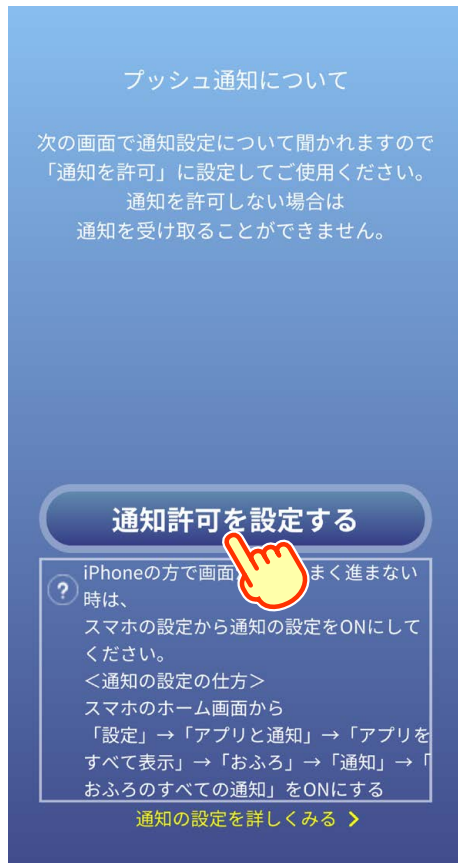 プッシュ通知について
次の画面で通知設定について聞かれますので
「通知を許可」に設定してご使用ください。
通知を許可しない場合は
通知を受け取ることができません。
通知許可を設定する
? iPhoneの方で画面 まく進まない
時は、
スマホの設定から通知の設定をONにして
ください。
＜通知の設定の仕方＞
スマホのホーム画面から
「設定」→「アプリと通知」→「アプリを
すべて表示」→「おふろ」→「通知」→「
おふろのすべての通知」をONにする
通知の設定を詳しくみる